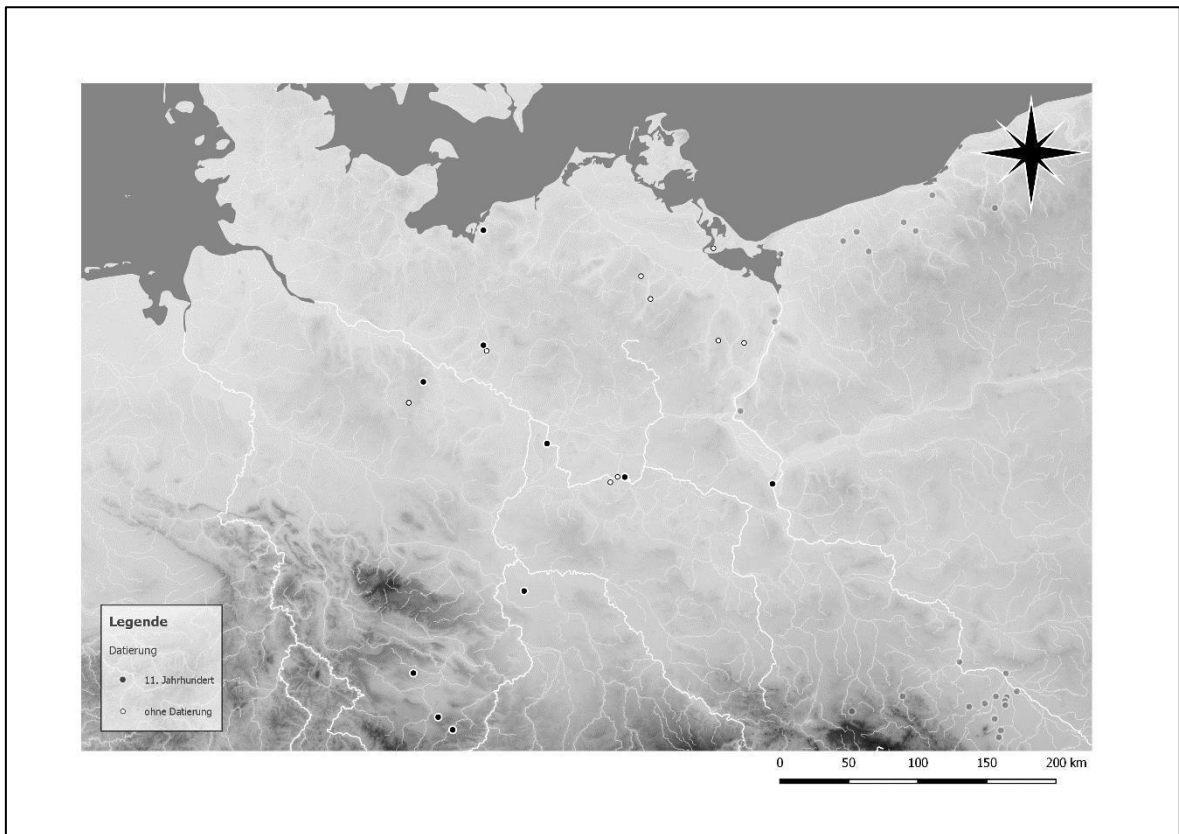 Legende
Datierung
11. Jahrhundert
ohne Datierung
0 50 100 150 200 km